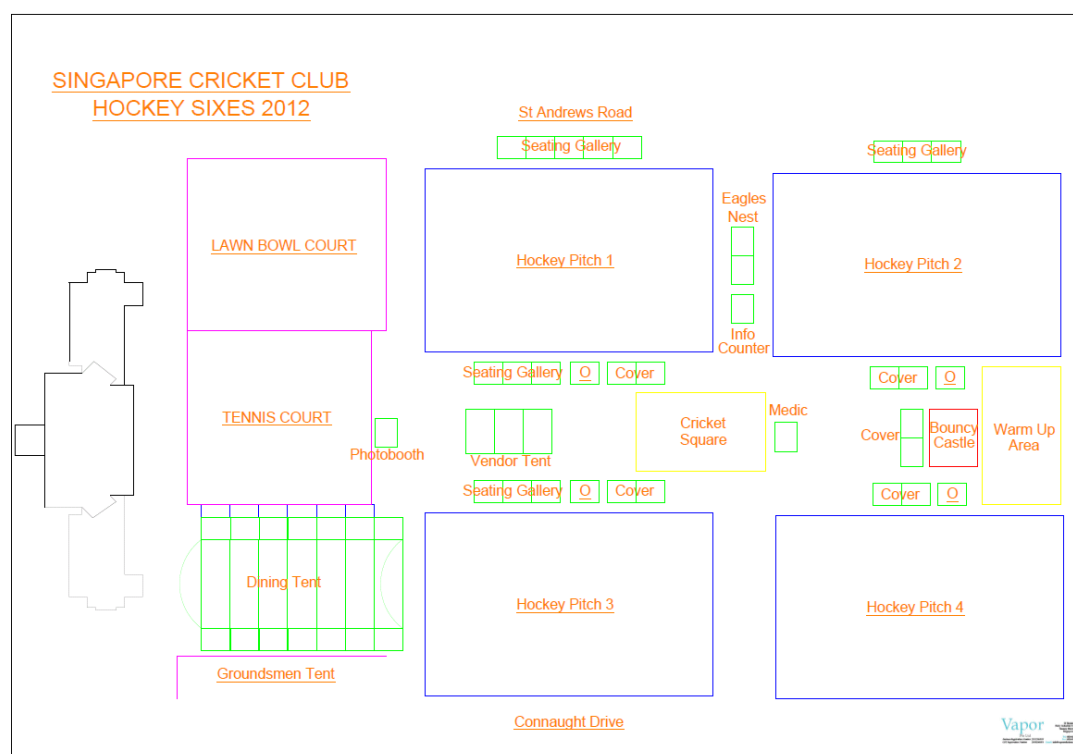 SINGAPORE CRICKET CLUB
HOCKEY SIXES 2012
St Andrews Road
Seating Gallery
Seating Gallery
Eagles
Nest
LAWN BOWL COURT
Hockey Pitch 1
Hockey Pitch 2
Info
Counter
Seating Gallery
O
Cover
Cover
O
TENNIS COURT
Photobooth
Vendor Tent
Cricket
Square
Medic
Cover
Bouncy
Castle
Warm Up
Area
Seating Gallery
O
Cover
Cover
O
Dining Tent
Hockey Pitch 3
Hockey Pitch 4
Groundsmen Tent
Connaught Drive
Vapor